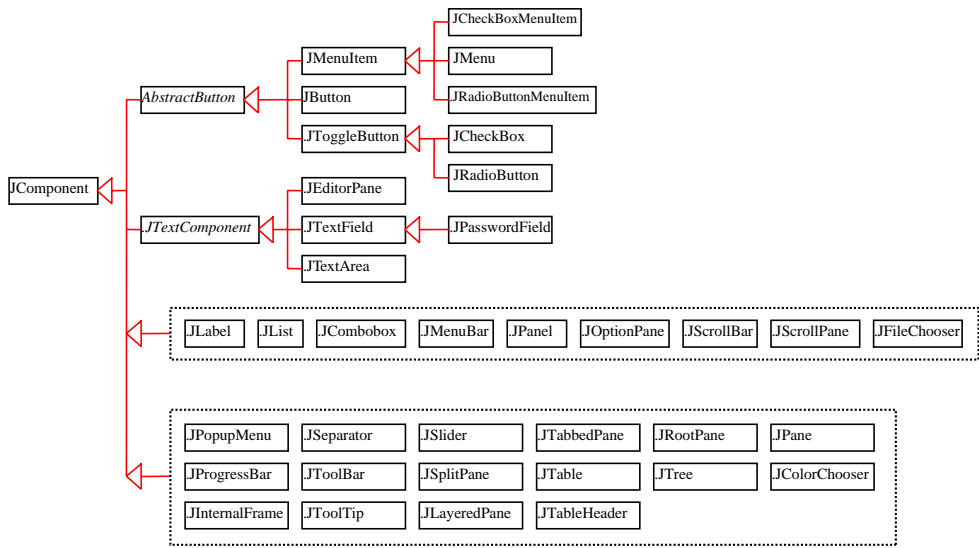 JCheckBoxMenuItem
JMenuItem
JMenu
AbstractButton
JButton
JRadioButtonMenuItem
.JToggleButton
JCheckBox
JComponent
.JEditorPane
JRadioButton
.JTextComponent
.JTextField
.JPasswordField
.JTextArea
.JLabel .JList .JCombobox .JMenuBar .JPanel .JOptionPane .JScrollBar .JScrollPane .JFileChooser
.JPopupMenu .JSeparator .JSlider .JTabbedPane .JRootPane .JPane
.JProgressBar .JToolBar .JSplitPane .JTable .JTree .JColorChooser
.JInternalFrame .JToolTip .JLayeredPane .JTableHeader